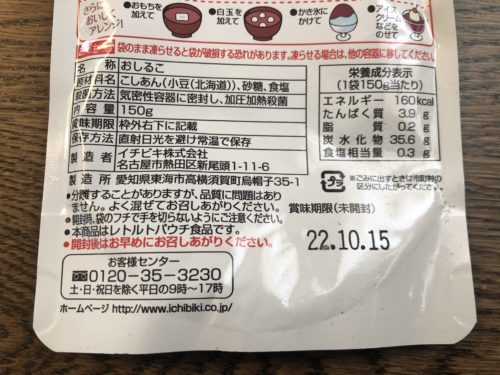 さらに
おいしく
アレンジ!
●おもちを
加えて
●白玉を
加えて
●かき氷に
かけて
●アイス
クリーム
などを
のせて
袋のまま凍らせると袋が破損する恐れがあります。凍らせる場合は、他の容器に移してください。
名称 おしるこ
原材料名 こしあん(小豆(北海道))、砂糖、食塩
殺菌方法 気密性容器に密封し、加圧加熱殺菌
内容量 150g
賞味期限 枠外右下に記載
保存方法 直射日光を避け常温で保存
製造者 イチビキ株式会社
名古屋市熱田区新尾頭1-11-6
製造所 愛知県東海市高横須賀町烏帽子35-1
栄養成分表示
(1袋150g当たり)
エネルギー 160kcal
たんぱく質 3.9 g
脂質 0.2 g
炭水化物 35.6 g
食塩相当量 0.3 g
プラ
※ごみに出すときは市町村の
区分にしたがってください。
•分離することがありますが、品質に問題はあり
ません。よく混ぜてお召しあがりください。
•開封時、袋のフチで手を切らないようにご注意ください。
•本商品はレトルトパウチ食品です。
•開封後はお早めにお召しあがりください。
賞味期限(未開封)
22.10.15
お客様センター
0120-35-3230
土・日・祝日を除く平日の9時〜17時
ホームページ http://www.ichibiki.co.jp/